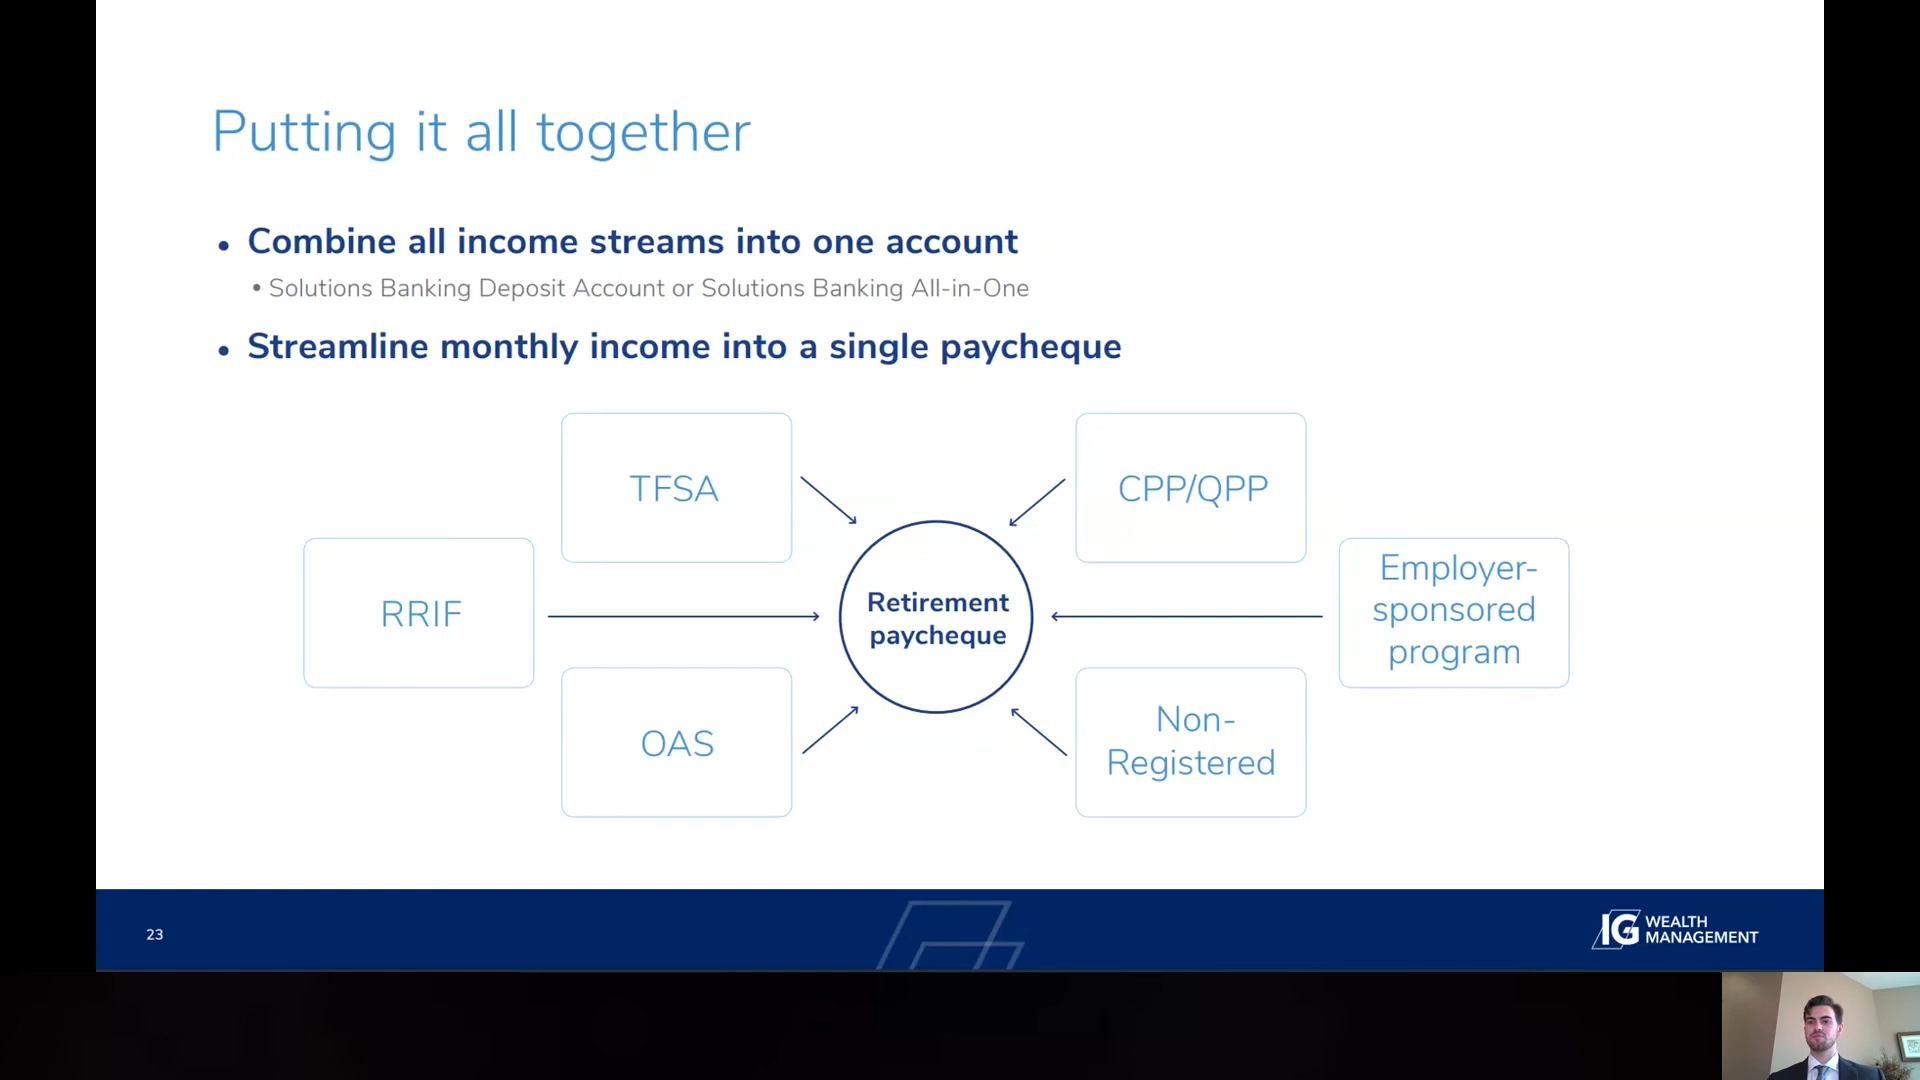 Putting it all together
• Combine all income streams into one account
• Solutions Banking Deposit Account or Solutions Banking All-in-One
• Streamline monthly income into a single paycheque
TFSA
CPP/QPP
RRIF
Retirement
paycheque
Employer-
sponsored
program
OAS
Non-
Registered
23
IG WEALTH
MANAGEMENT